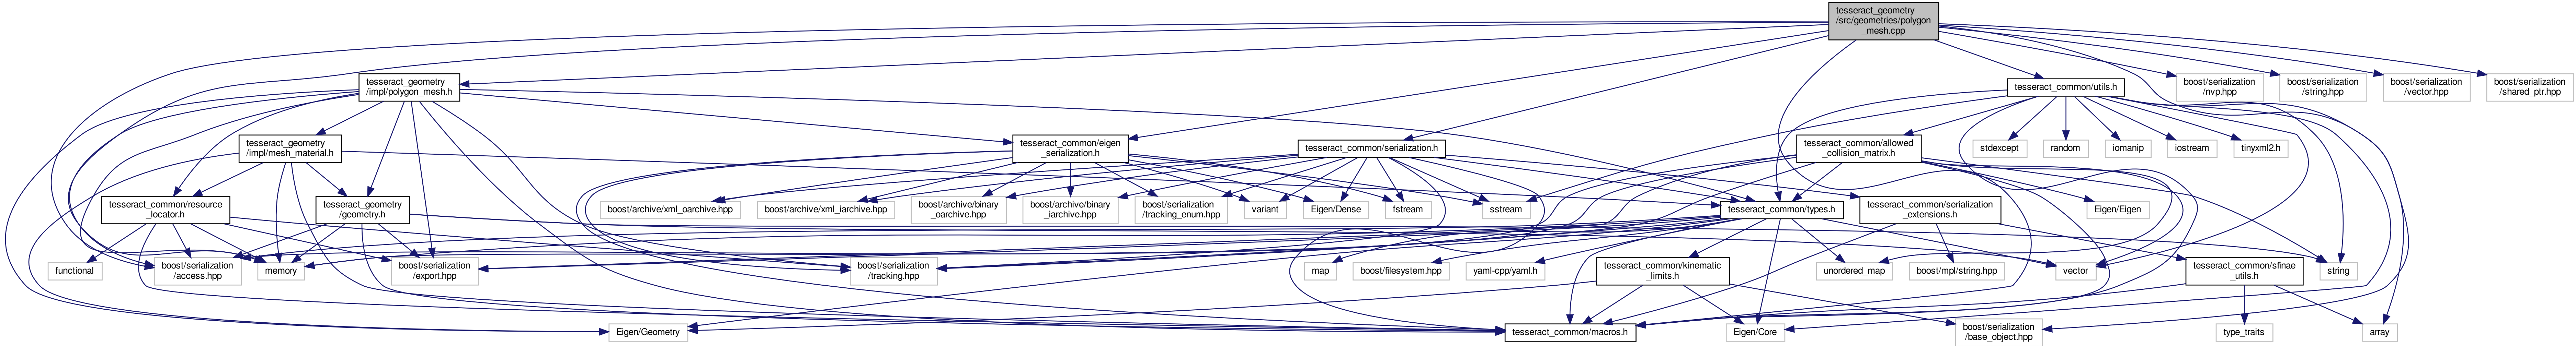 tesseract_geometry
/src/geometries/polygon
_mesh.cpp
tesseract_geometry
/impl/polygon_mesh.h
tesseract_common/utils.h
boost/serialization
/nvp.hpp
boost/serialization
/string.hpp
boost/serialization
/vector.hpp
boost/serialization
/shared_ptr.hpp
tesseract_geometry
/impl/mesh_material.h
tesseract_common/eigen
_serialization.h
tesseract_common/serialization.h
tesseract_common/allowed
_collision_matrix.h
stdexcept
random
iomanip
iostream
tinyxml2.h
tesseract_common/resource
_locator.h
tesseract_geometry
/geometry.h
boost/archive/xml_oarchive.hpp
boost/archive/xml_iarchive.hpp
boost/archive/binary
_oarchive.hpp
boost/archive/binary
_iarchive.hpp
boost/serialization
/tracking_enum.hpp
variant
Eigen/Dense
fstream
sstream
tesseract_common/types.h
tesseract_common/serialization
_extensions.h
Eigen/Eigen
functional
boost/serialization
/access.hpp
memory
boost/serialization
/export.hpp
boost/serialization
/tracking.hpp
map
boost/filesystem.hpp
yaml-cpp/yaml.h
tesseract_common/kinematic
_limits.h
unordered_map
boost/mpl/string.hpp
vector
tesseract_common/sfinae
_utils.h
string
Eigen/Geometry
tesseract_common/macros.h
Eigen/Core
boost/serialization
/base_object.hpp
type_traits
array